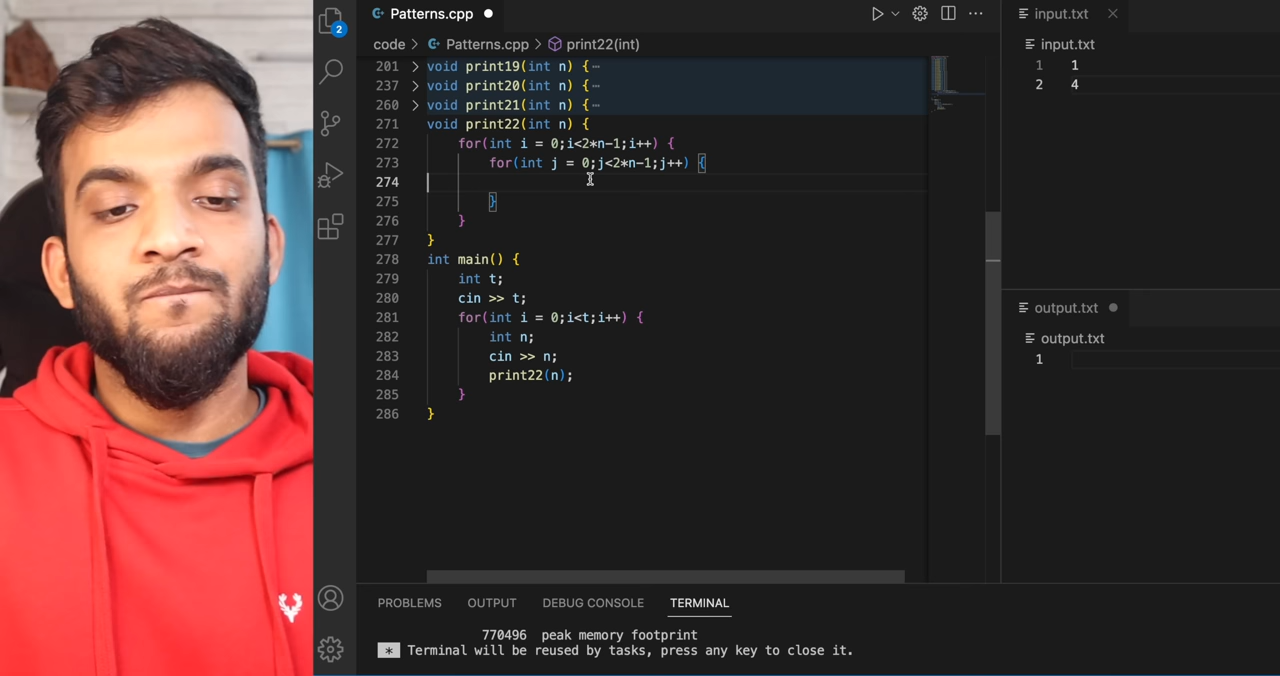 2
Patterns.cpp
code > Patterns.cpp > print22(int)
201 void print19(int n) {⋯
237 void print20(int n) {⋯
260 void print21(int n) {⋯
271 void print22(int n) {
272 for(int i = 0;i<2*n-1;i++) {
273 for(int j = 0;j<2*n-1;j++) {
274
275 }
276 }
277 }
278 int main() {
279 int t;
280 cin >> t;
281 for(int i = 0;i<t;i++) {
282 int n;
283 cin >> n;
284 print22(n);
285 }
286 }
input.txt
input.txt
1 1
2 4
output.txt
output.txt
1
PROBLEMS OUTPUT DEBUG CONSOLE TERMINAL
770496 peak memory footprint
* Terminal will be reused by tasks, press any key to close it.